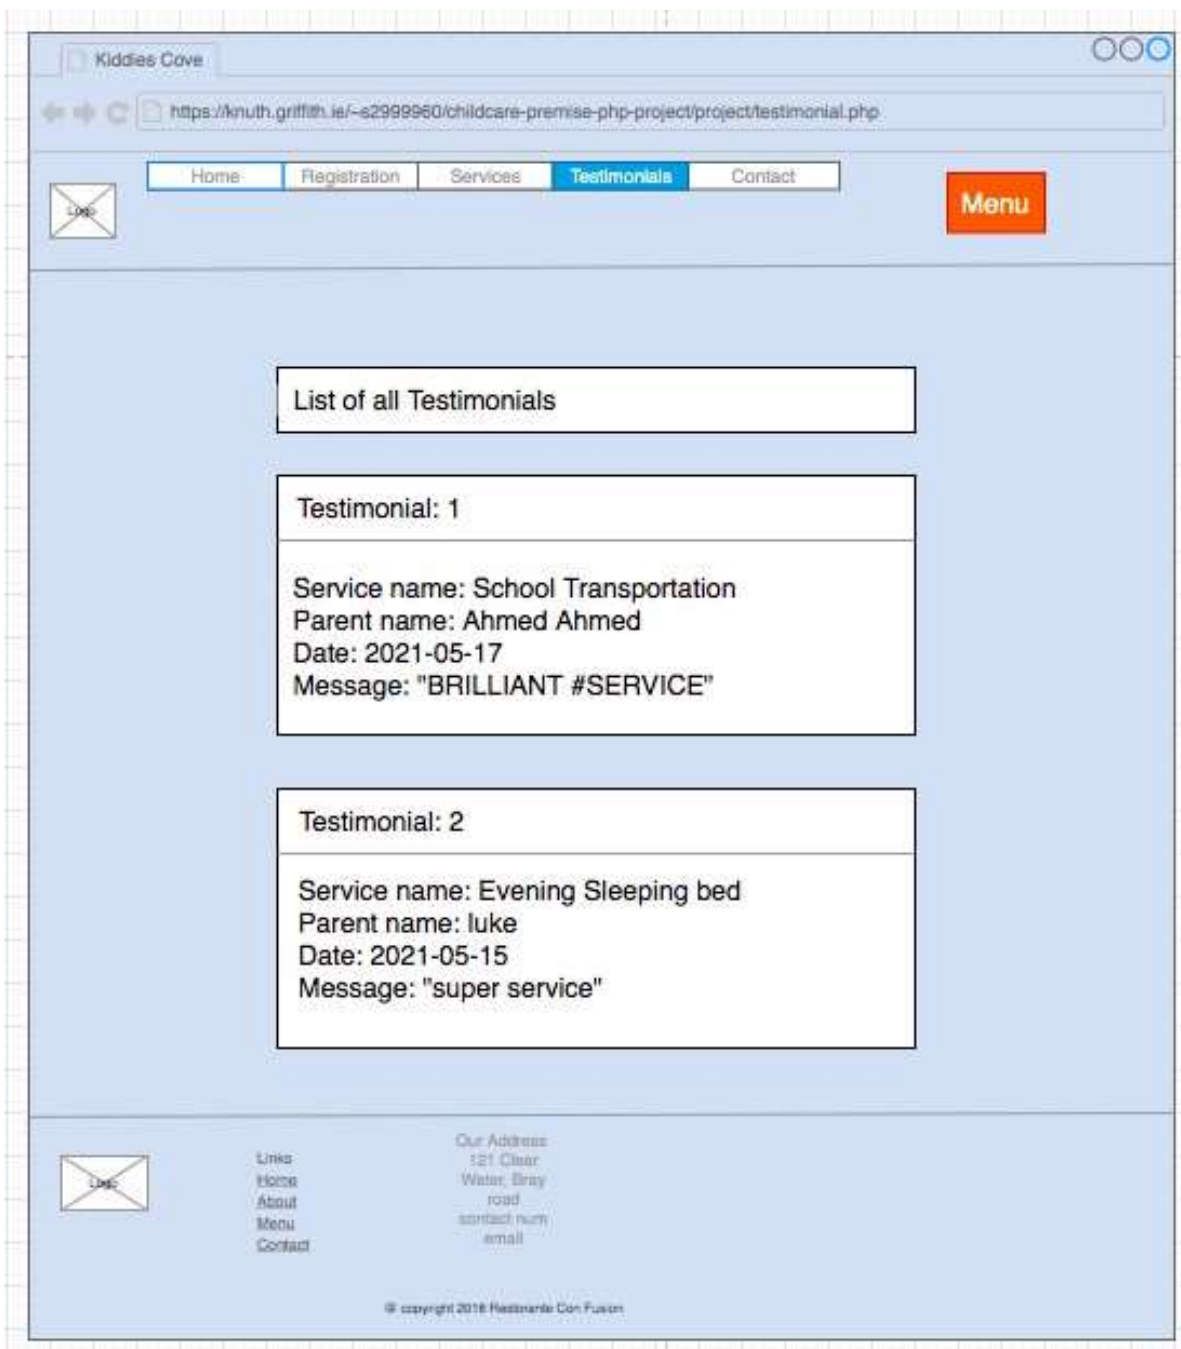 Kiddies Cove
https://knuth.griffith.ie/~s2999960/childcare-premise-php-project/project/testimonial.php
Home Registration Services Testimonials Contact
Logo
Menu
List of all Testimonials
Testimonial: 1
Service name: School Transportation
Parent name: Ahmed Ahmed
Date: 2021-05-17
Message: "BRILLIANT #SERVICE"
Testimonial: 2
Service name: Evening Sleeping bed
Parent name: luke
Date: 2021-05-15
Message: "super service"
Logo
Links
Home
About
Menu
Contact
Our Address
121 Clear
Water, Bray
road
contact num
email
@ copyright 2018 Ristorante Con Fusion